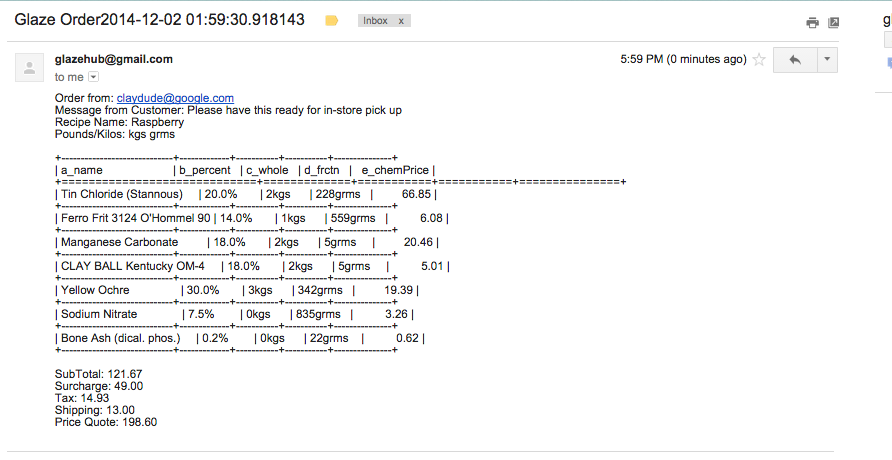 Glaze Order2014-12-02 01:59:30.918143 Inbox x
glazehub@gmail.com 5:59 PM (0 minutes ago)
to me
Order from: claydude@google.com
Message from Customer: Please have this ready for in-store pick up
Recipe Name: Raspberry
Pounds/Kilos: kgs grms
+----------------------------+------------+-----------+----------+---------------+
| a_name | b_percent | c_whole | d_frctn | e_chemPrice |
+============================+=============+===========+===========+===============+
| Tin Chloride (Stannous) | 20.0% | 2kgs | 228grms | 66.85 |
+----------------------------+------------+-----------+----------+---------------+
| Ferro Frit 3124 O'Hommel 90 | 14.0% | 1kgs | 559grms | 6.08 |
+----------------------------+------------+-----------+----------+---------------+
| Manganese Carbonate | 18.0% | 2kgs | 5grms | 20.46 |
+----------------------------+------------+-----------+----------+---------------+
| CLAY BALL Kentucky OM-4 | 18.0% | 2kgs | 5grms | 5.01 |
+----------------------------+------------+-----------+----------+---------------+
| Yellow Ochre | 30.0% | 3kgs | 342grms | 19.39 |
+----------------------------+------------+-----------+----------+---------------+
| Sodium Nitrate | 7.5% | 0kgs | 835grms | 3.26 |
+----------------------------+------------+-----------+----------+---------------+
| Bone Ash (dical. phos.) | 0.2% | 0kgs | 22grms | 0.62 |
+----------------------------+------------+-----------+----------+---------------+
SubTotal: 121.67
Surcharge: 49.00
Tax: 14.93
Shipping: 13.00
Price Quote: 198.60